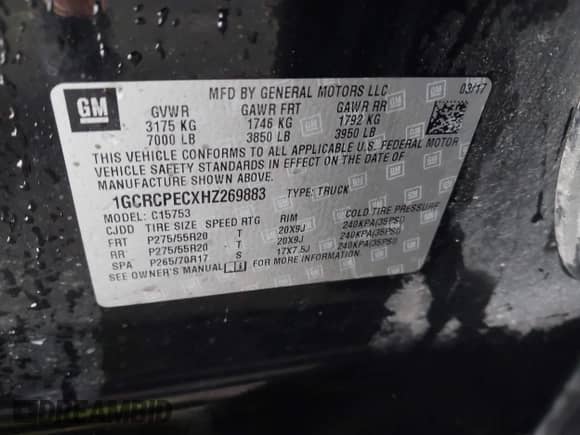 GM
MFD BY GENERAL MOTORS LLC
03/17
GVWR GAWR FRT GAWR RR
3175 KG 1746 KG 1792 KG
7000 LB 3850 LB 3950 LB
THIS VEHICLE CONFORMS TO ALL APPLICABLE U.S. FEDERAL MOTOR
VEHICLE SAFETY STANDARDS IN EFFECT ON THE DATE OF
MANUFACTURE SHOWN ABOVE.
1GCRCPECXHZ269883 TYPE: TRUCK
MODEL: C15753
CJDD TIRE SIZE SPEED RTG RIM COLD TIRE PRESSURE
FRT P275/55R20 T 20X9J 240KPA(35PSI)
RR P275/55R20 T 20X9J 240KPA(35PSI)
SPA P265/70R17 S 17X7.5J 240KPA(35PSI)
SEE OWNER'S MANUAL FOR ADDITIONAL INFORMATION.
DREAMBID